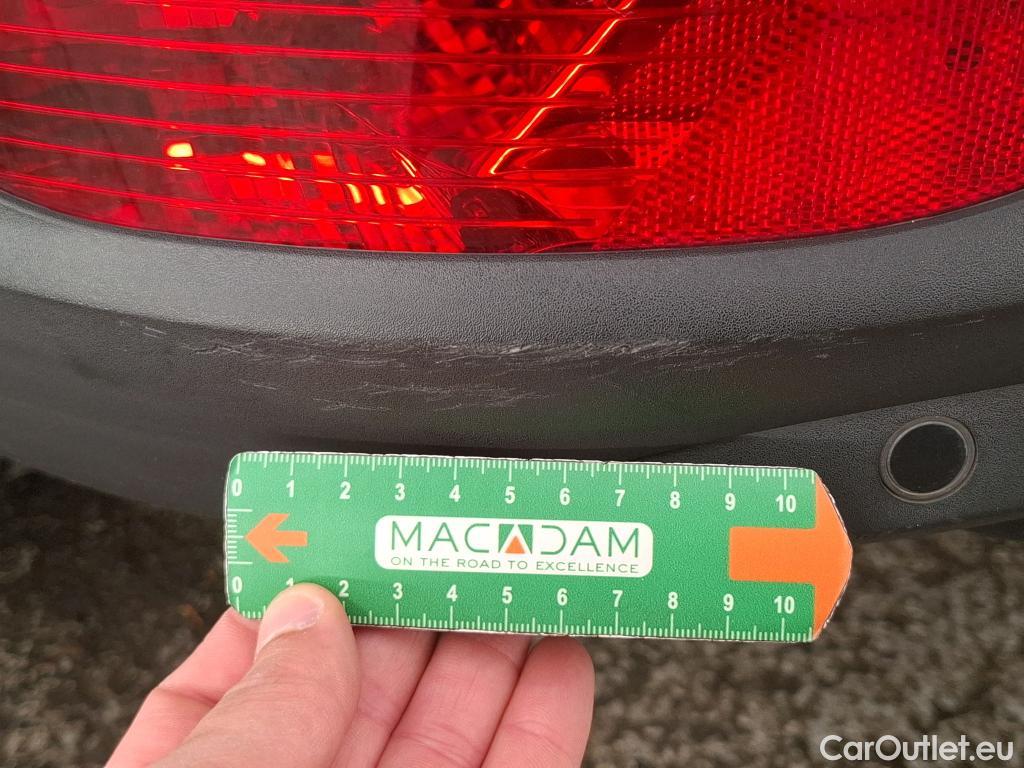 0 1 2 3 4 5 6 7 8 9 10
MACADAM
ON THE ROAD TO EXCELLENCE
0 1 2 3 4 5 6 7 8 9 10
CarOutlet.eu